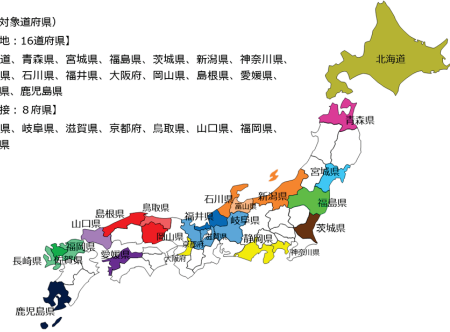 対象道府県）
地：16道府県】
道、青森県、宮城県、福島県、茨城県、新潟県、神奈川県、
県、石川県、福井県、大阪府、岡山県、島根県、愛媛県、
県、鹿児島県
接：８府県】
県、岐阜県、滋賀県、京都府、鳥取県、山口県、福岡県、
県
北海道
青森県
宮城県
新潟県
福島県
石川県
富山県
茨城県
鳥取県
島根県
福井県
岐阜県
山口県
岡山県
滋賀県
静岡県
京都府
福岡県
愛媛県
大阪府
神奈川県
長崎県
佐賀県
鹿児島県